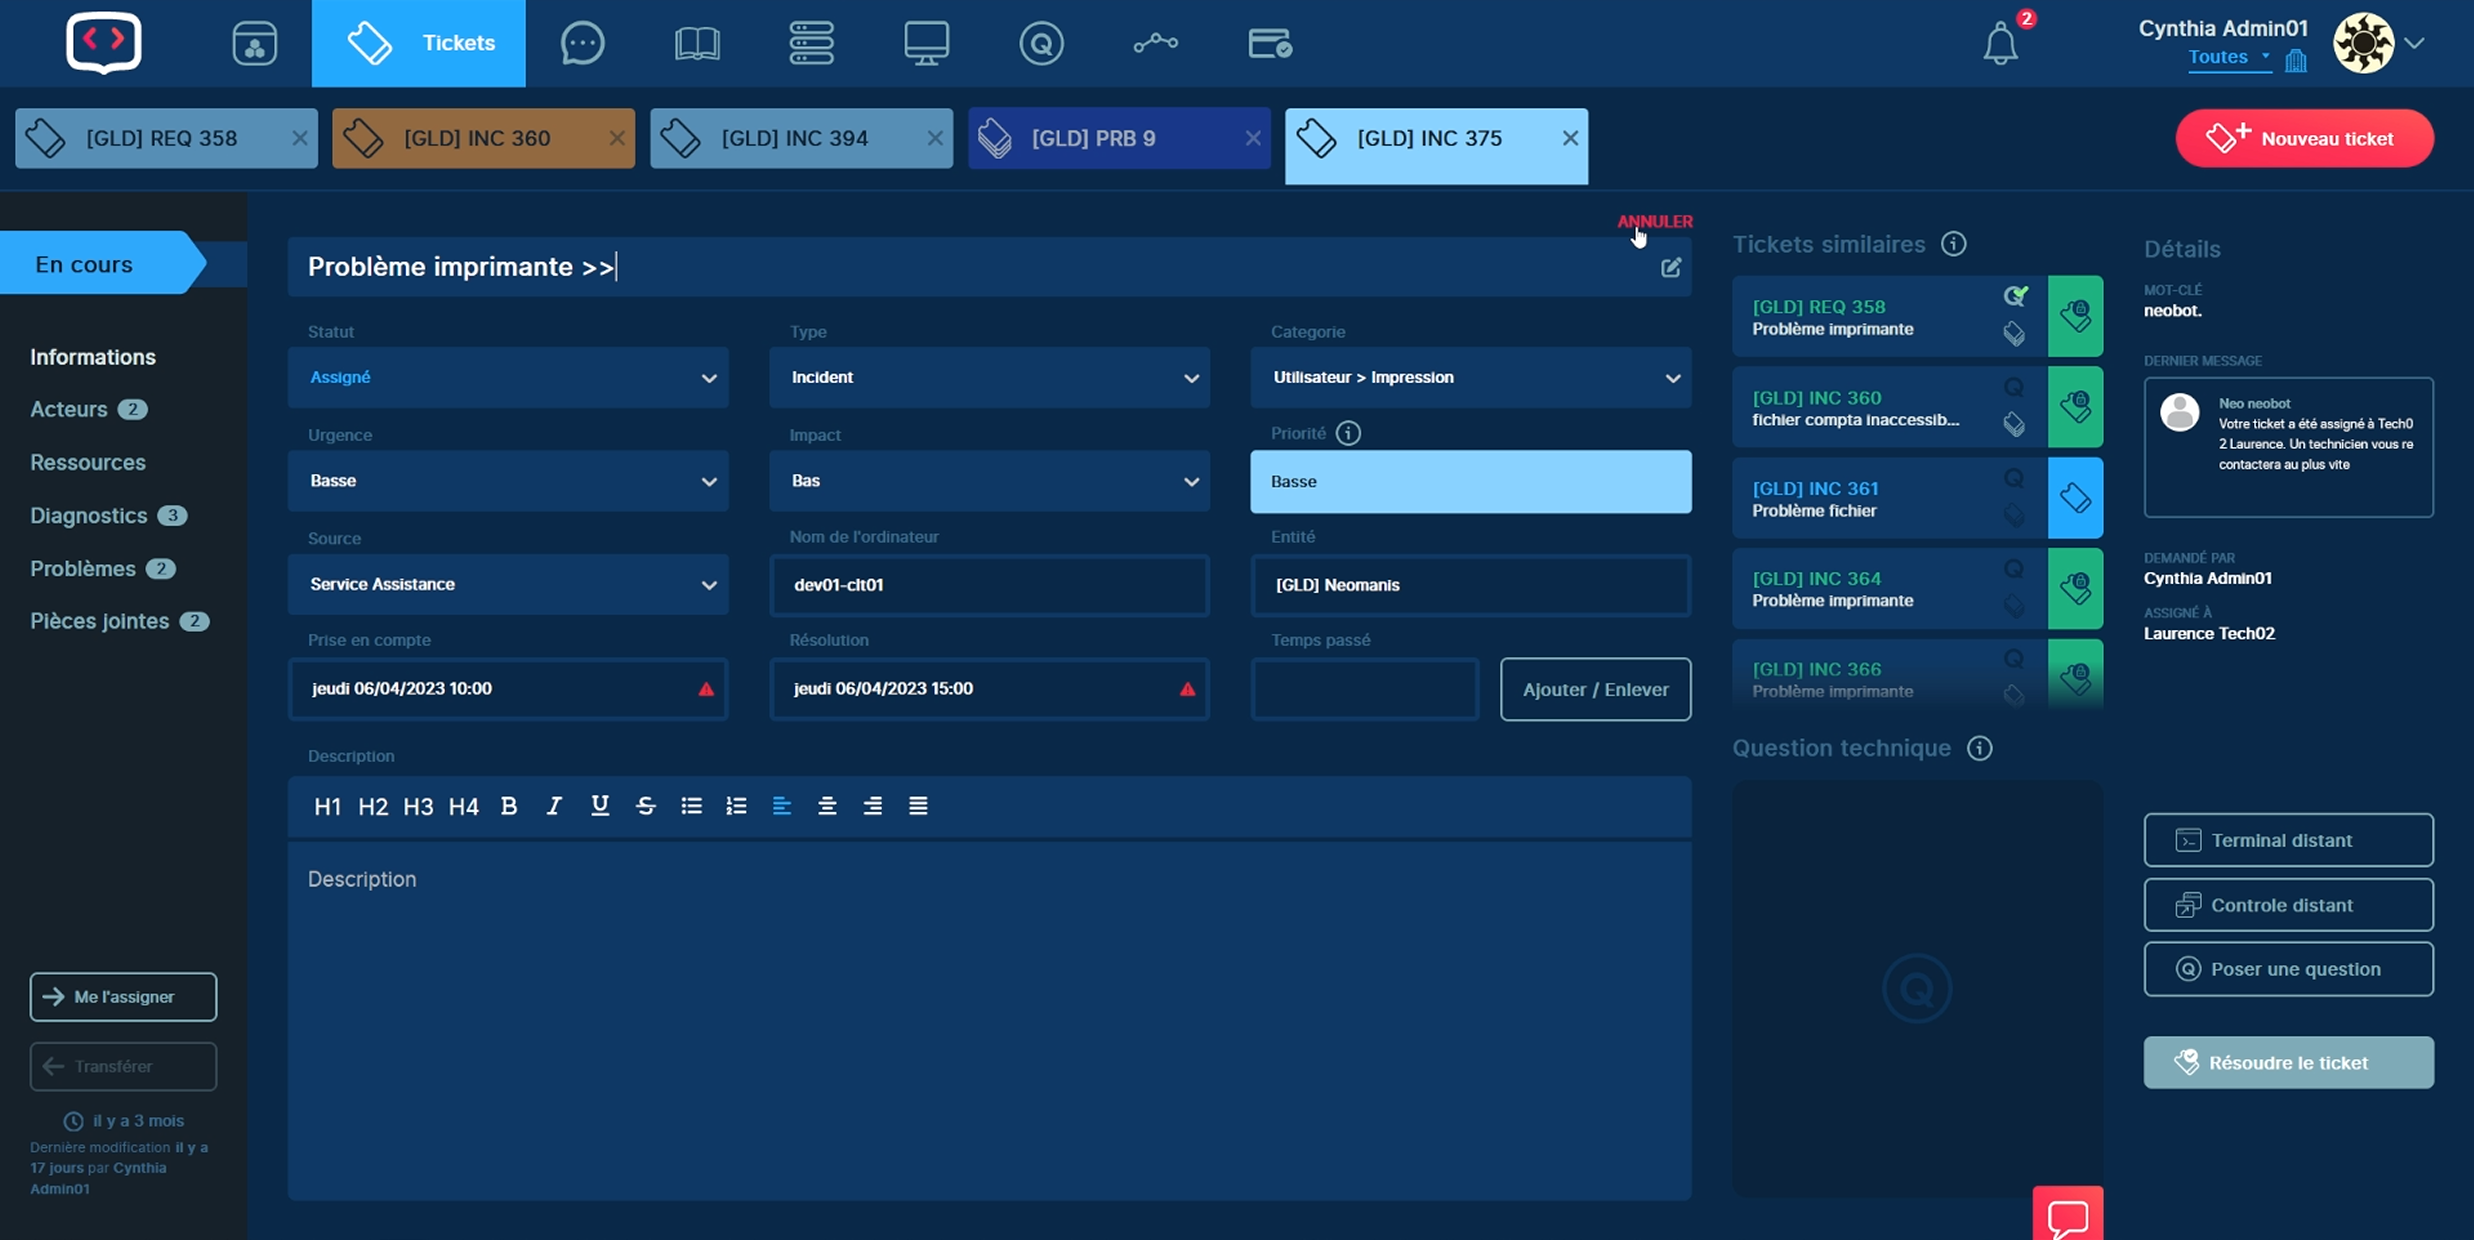 Tickets
2
Cynthia Admin01
Toutes
[GLD] REQ 358
[GLD] INC 360
[GLD] INC 394
[GLD] PRB 9
[GLD] INC 375
Nouveau ticket
En cours
Informations
Acteurs 2
Ressources
Diagnostics 3
Problèmes 2
Pièces jointes 2
Me l'assigner
Transférer
il y a 3 mois
Dernière modification il y a
17 jours par Cynthia
Admin01
ANNULER
Problème imprimante >>
Statut
Type
Categorie
Assigné
Incident
Utilisateur > Impression
Urgence
Impact
Priorité
Basse
Bas
Basse
Source
Nom de l'ordinateur
Entité
Service Assistance
dev01-clt01
[GLD] Neomanis
Prise en compte
Résolution
Temps passé
jeudi 06/04/2023 10:00
jeudi 06/04/2023 15:00
Ajouter / Enlever
Description
H1 H2 H3 H4 B I U S
Description
Tickets similaires
[GLD] REQ 358
Problème imprimante
[GLD] INC 360
fichier compta inaccessib...
[GLD] INC 361
Problème fichier
[GLD] INC 364
Problème imprimante
[GLD] INC 366
Problème imprimante
Question technique
Q
Détails
MOT-CLÉ
neobot.
DERNIER MESSAGE
Neo neobot
Votre ticket a été assigné à Tech0
2 Laurence. Un technicien vous re
contactera au plus vite
DEMANDÉ PAR
Cynthia Admin01
ASSIGNÉ À
Laurence Tech02
Terminal distant
Controle distant
Poser une question
Résoudre le ticket